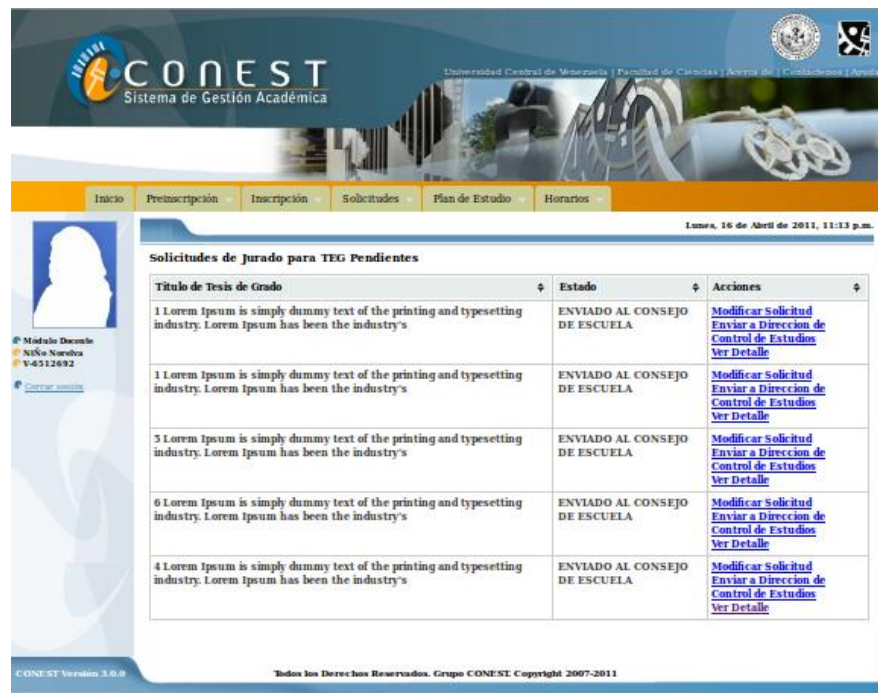 CONEST
Sistema de Gestión Académica
Universidad Central de Venezuela | Facultad de Ciencias | Acerca de | Contáctenos | Ayuda
Inicio Preinscripción Inscripción Solicitudes Plan de Estudio Horarios
Lunes, 16 de Abril de 2011, 11:13 p.m.
Módulo Docente
NIÑo Norelva
V-6512692
Cerrar sesión
Solicitudes de Jurado para TEG Pendientes
Título de Tesis de Grado Estado Acciones
1 Lorem Ipsum is simply dummy text of the printing and typesetting
industry. Lorem Ipsum has been the industry's
ENVIADO AL CONSEJO
DE ESCUELA
Modificar Solicitud
Enviar a Direccion de
Control de Estudios
Ver Detalle
1 Lorem Ipsum is simply dummy text of the printing and typesetting
industry. Lorem Ipsum has been the industry's
ENVIADO AL CONSEJO
DE ESCUELA
Modificar Solicitud
Enviar a Direccion de
Control de Estudios
Ver Detalle
5 Lorem Ipsum is simply dummy text of the printing and typesetting
industry. Lorem Ipsum has been the industry's
ENVIADO AL CONSEJO
DE ESCUELA
Modificar Solicitud
Enviar a Direccion de
Control de Estudios
Ver Detalle
6 Lorem Ipsum is simply dummy text of the printing and typesetting
industry. Lorem Ipsum has been the industry's
ENVIADO AL CONSEJO
DE ESCUELA
Modificar Solicitud
Enviar a Direccion de
Control de Estudios
Ver Detalle
4 Lorem Ipsum is simply dummy text of the printing and typesetting
industry. Lorem Ipsum has been the industry's
ENVIADO AL CONSEJO
DE ESCUELA
Modificar Solicitud
Enviar a Direccion de
Control de Estudios
Ver Detalle
CONEST Versión 3.0.0
Todos los Derechos Reservados. Grupo CONEST. Copyright 2007-2011